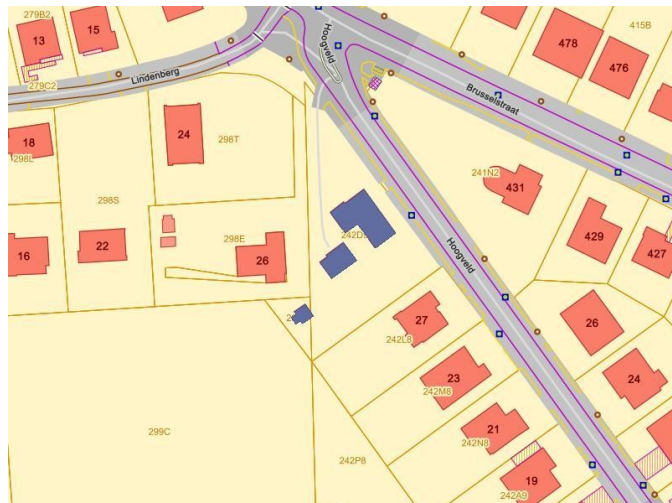 279B2
13
15
279C2
Lindenberg
Hoogveld
415B
478
476
Brusselstraat
18
298L
24
298T
298S
241N2
431
16
22
298E
26
242D
Hoogveld
429
427
27
242L8
26
23
242M8
24
299C
21
242N8
242P8
19
242A9